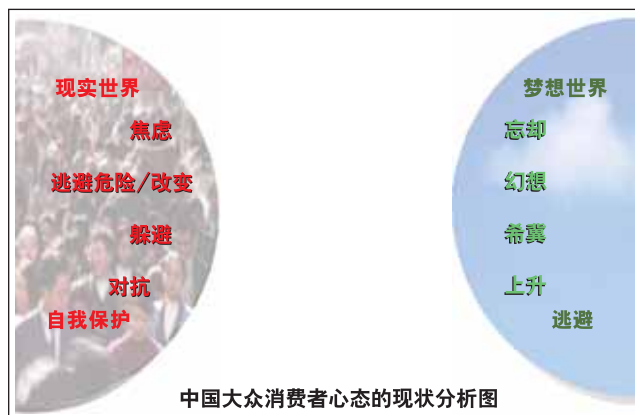 现实世界
焦虑
逃避危险/改变
躲避
对抗
自我保护
梦想世界
忘却
幻想
希冀
上升
逃避
中国大众消费者心态的现状分析图